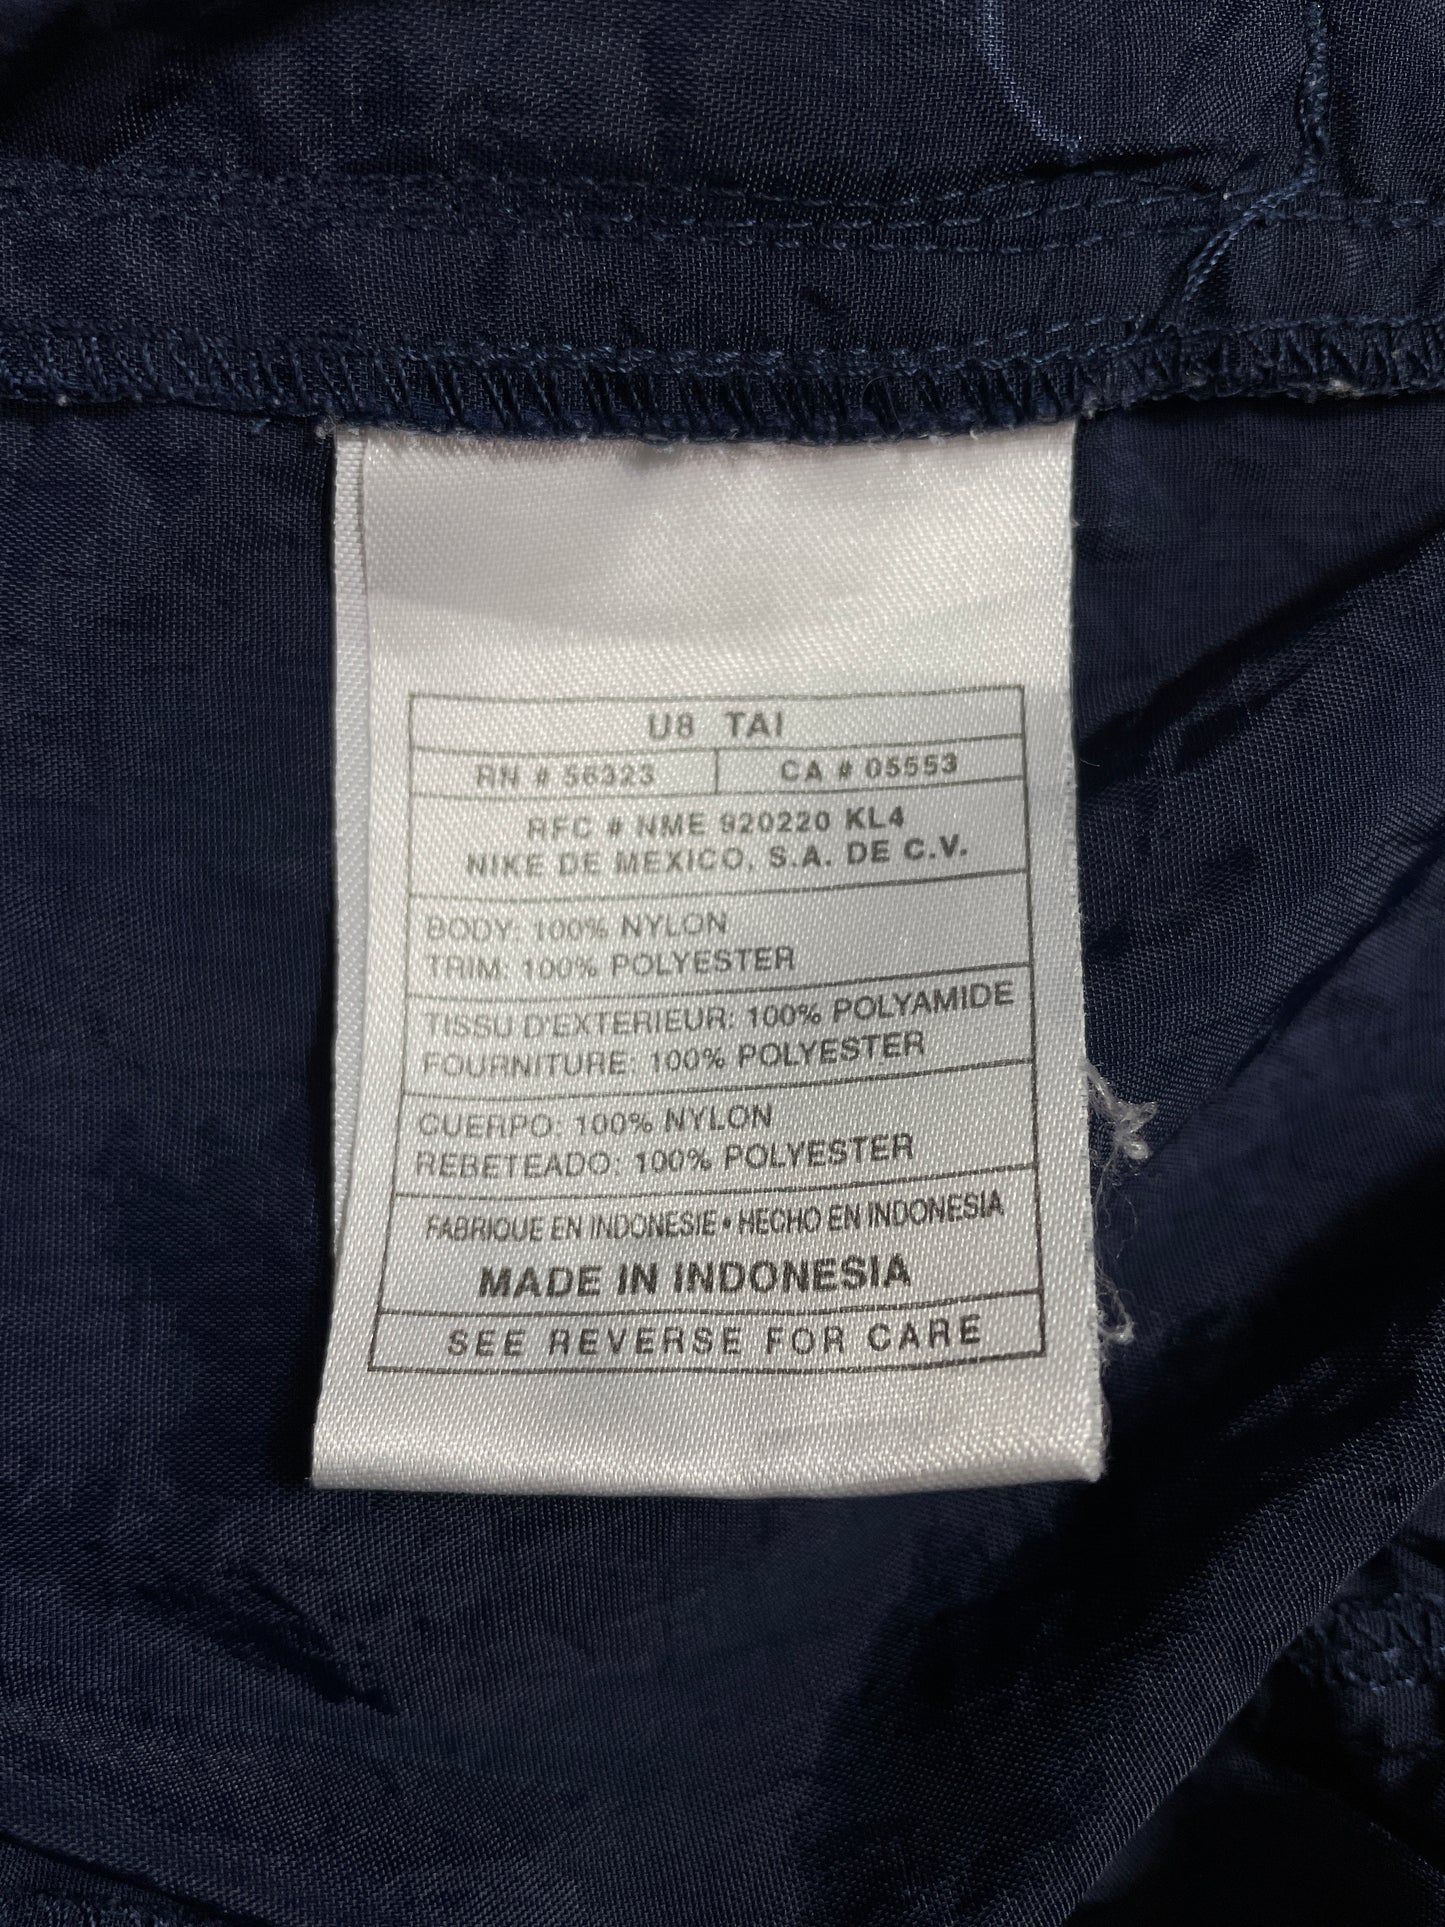 U8 TAI
RN # 56323 CA # 05553
RFC # NME 920220 KL4
NIKE DE MEXICO, S.A. DE C.V.
BODY: 100% NYLON
TRIM: 100% POLYESTER
TISSU D'EXTERIEUR: 100% POLYAMIDE
FOURNITURE: 100% POLYESTER
CUERPO: 100% NYLON
REBETEADO: 100% POLYESTER
FABRIQUE EN INDONESIE • HECHO EN INDONESIA
MADE IN INDONESIA
SEE REVERSE FOR CARE